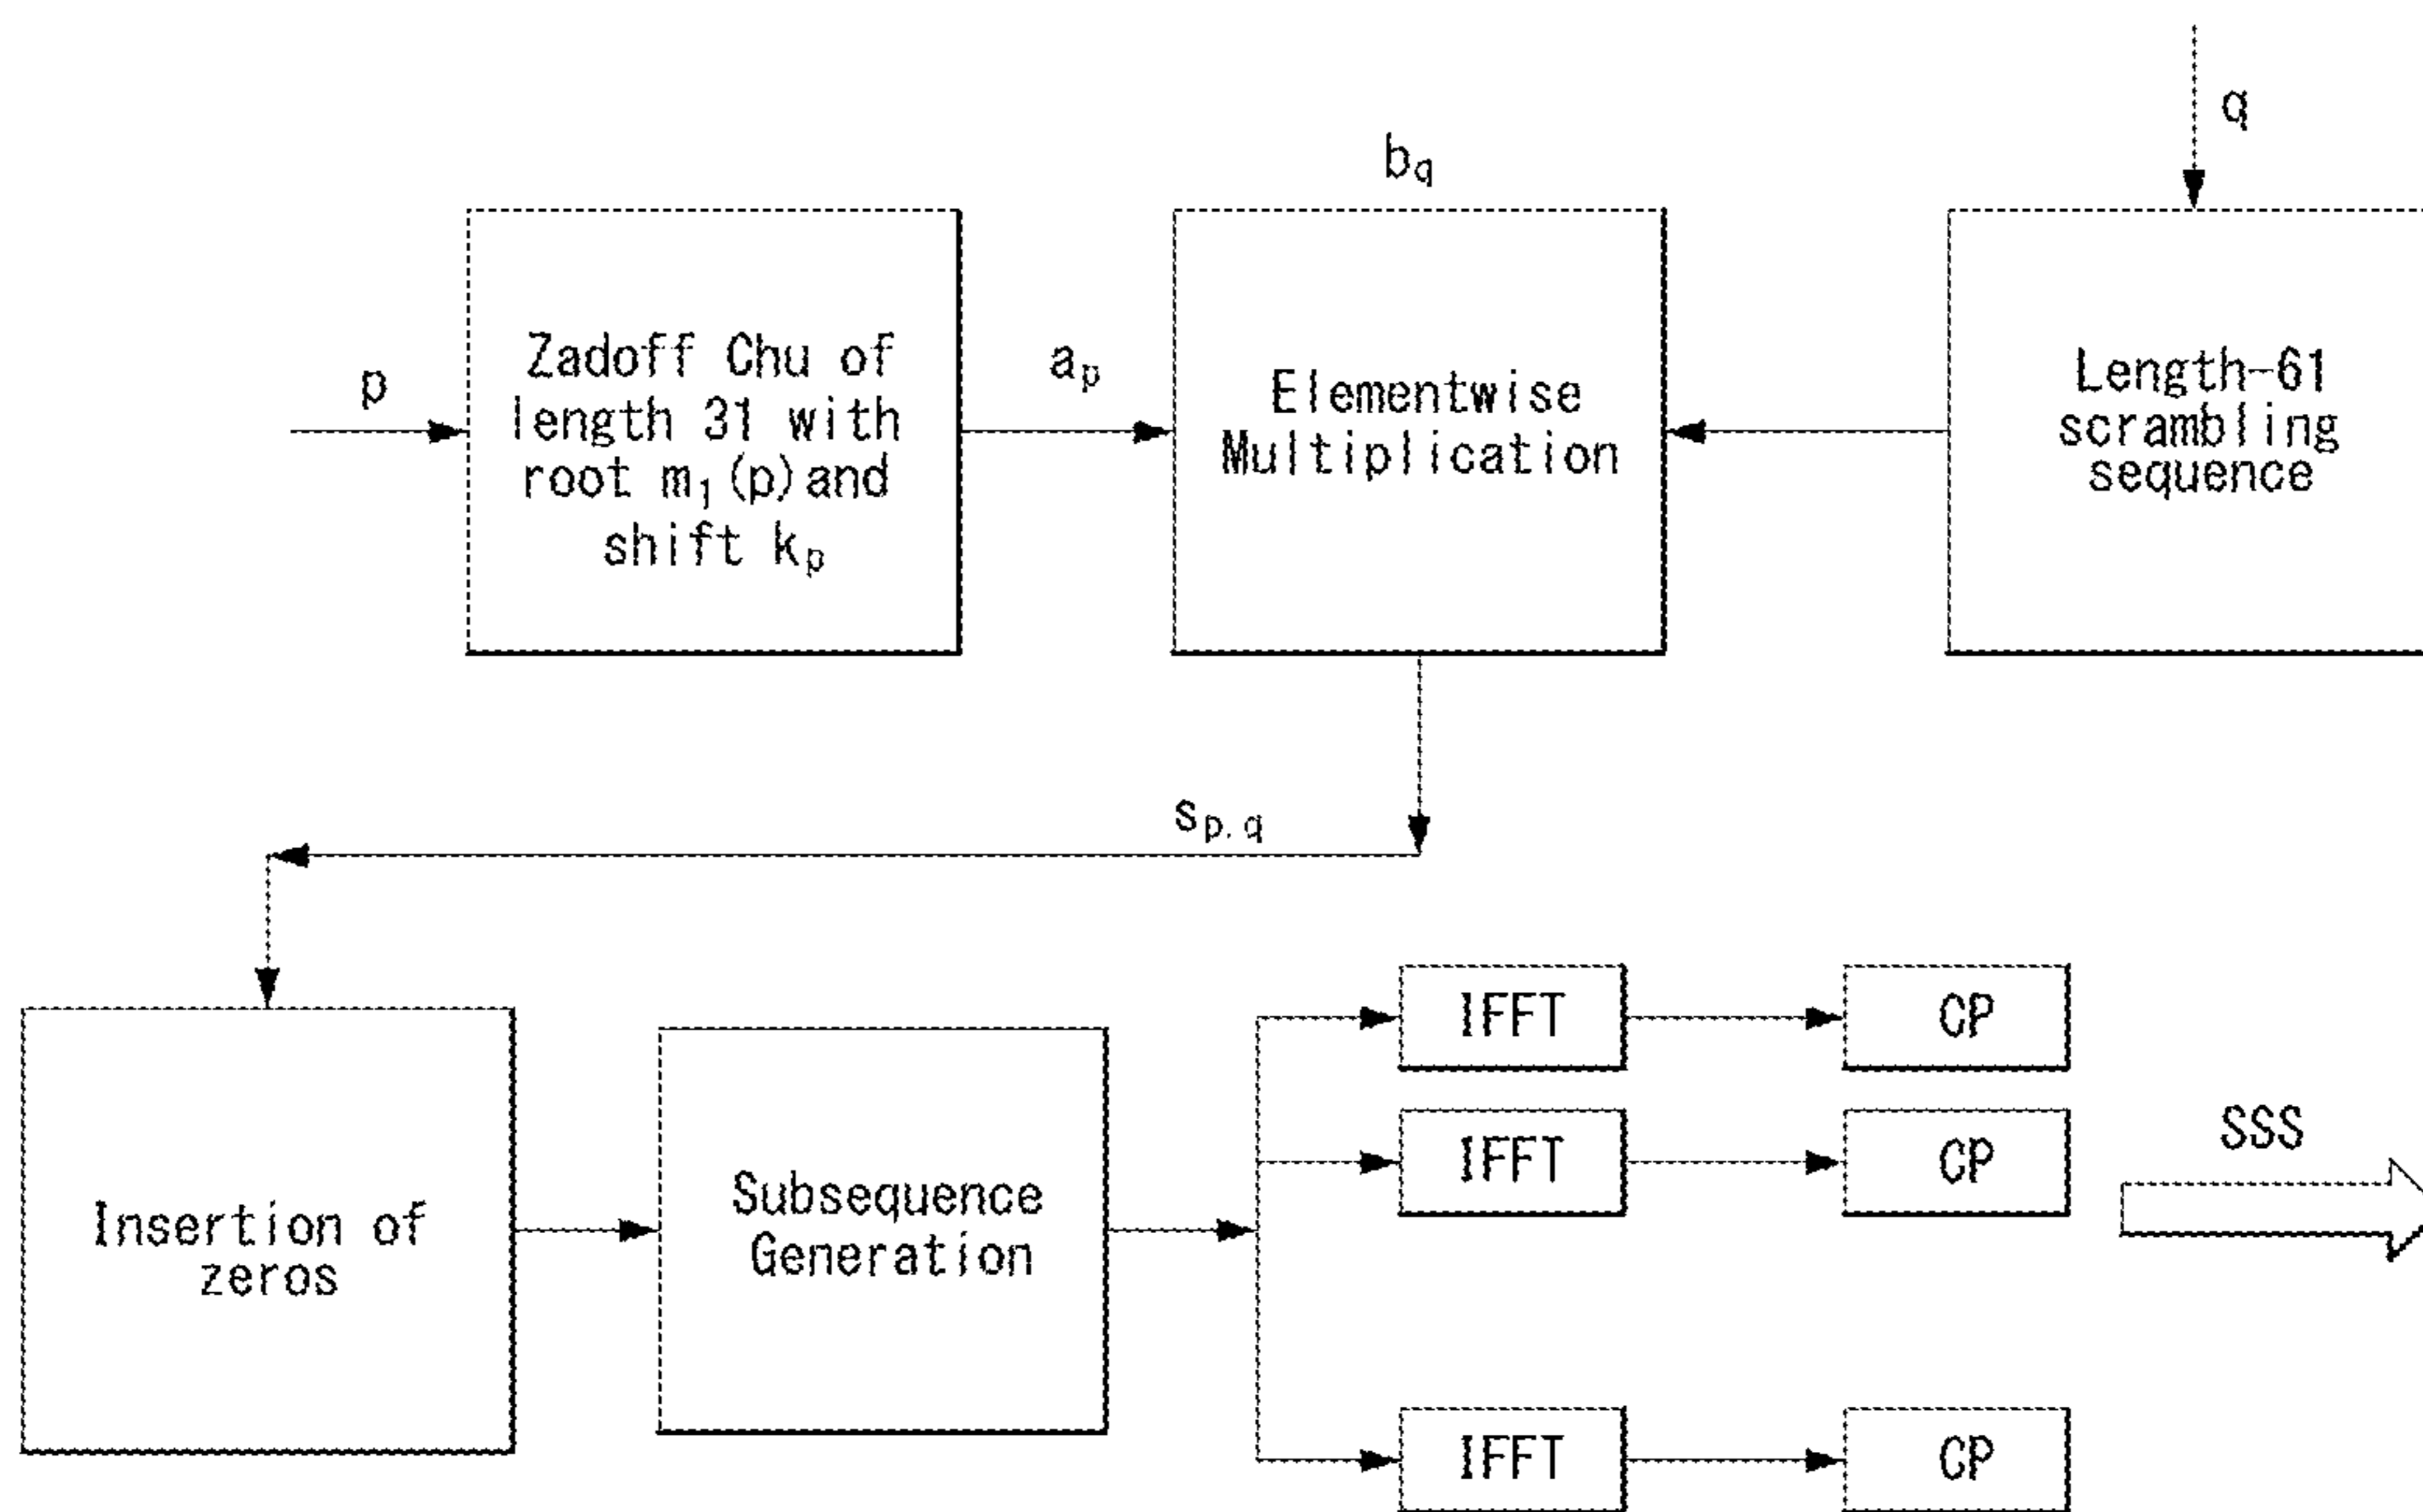 q
b_q
p
Zadoff Chu of
length 31 with
root m_1(p)and
shift k_p
a_p
Elementwise
Multiplication
Length-61
scrambling
sequence
s_p.q
Insertion of
zeros
Subsequence
Generation
IFFT
CP
IFFT
CP
SSS
IFFT
CP